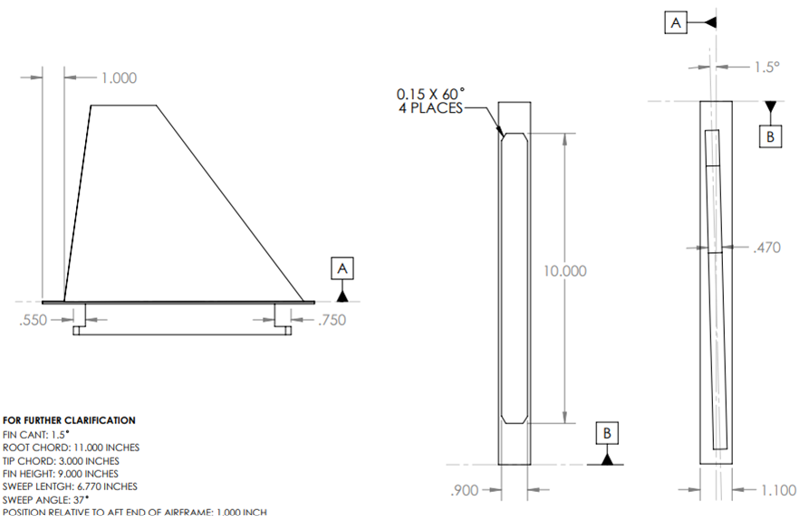 A
1.000
1.5°
0.15 X 60°
4 PLACES
B
A
10.000
.470
.550
.750
B
.900
1.100
FOR FURTHER CLARIFICATION
FIN CANT: 1.5°
ROOT CHORD: 11.000 INCHES
TIP CHORD: 3.000 INCHES
FIN HEIGHT: 9.000 INCHES
SWEEP LENTGH: 6.770 INCHES
SWEEP ANGLE: 37°
POSITION RELATIVE TO AFT END OF AIRFRAME: 1.000 INCH